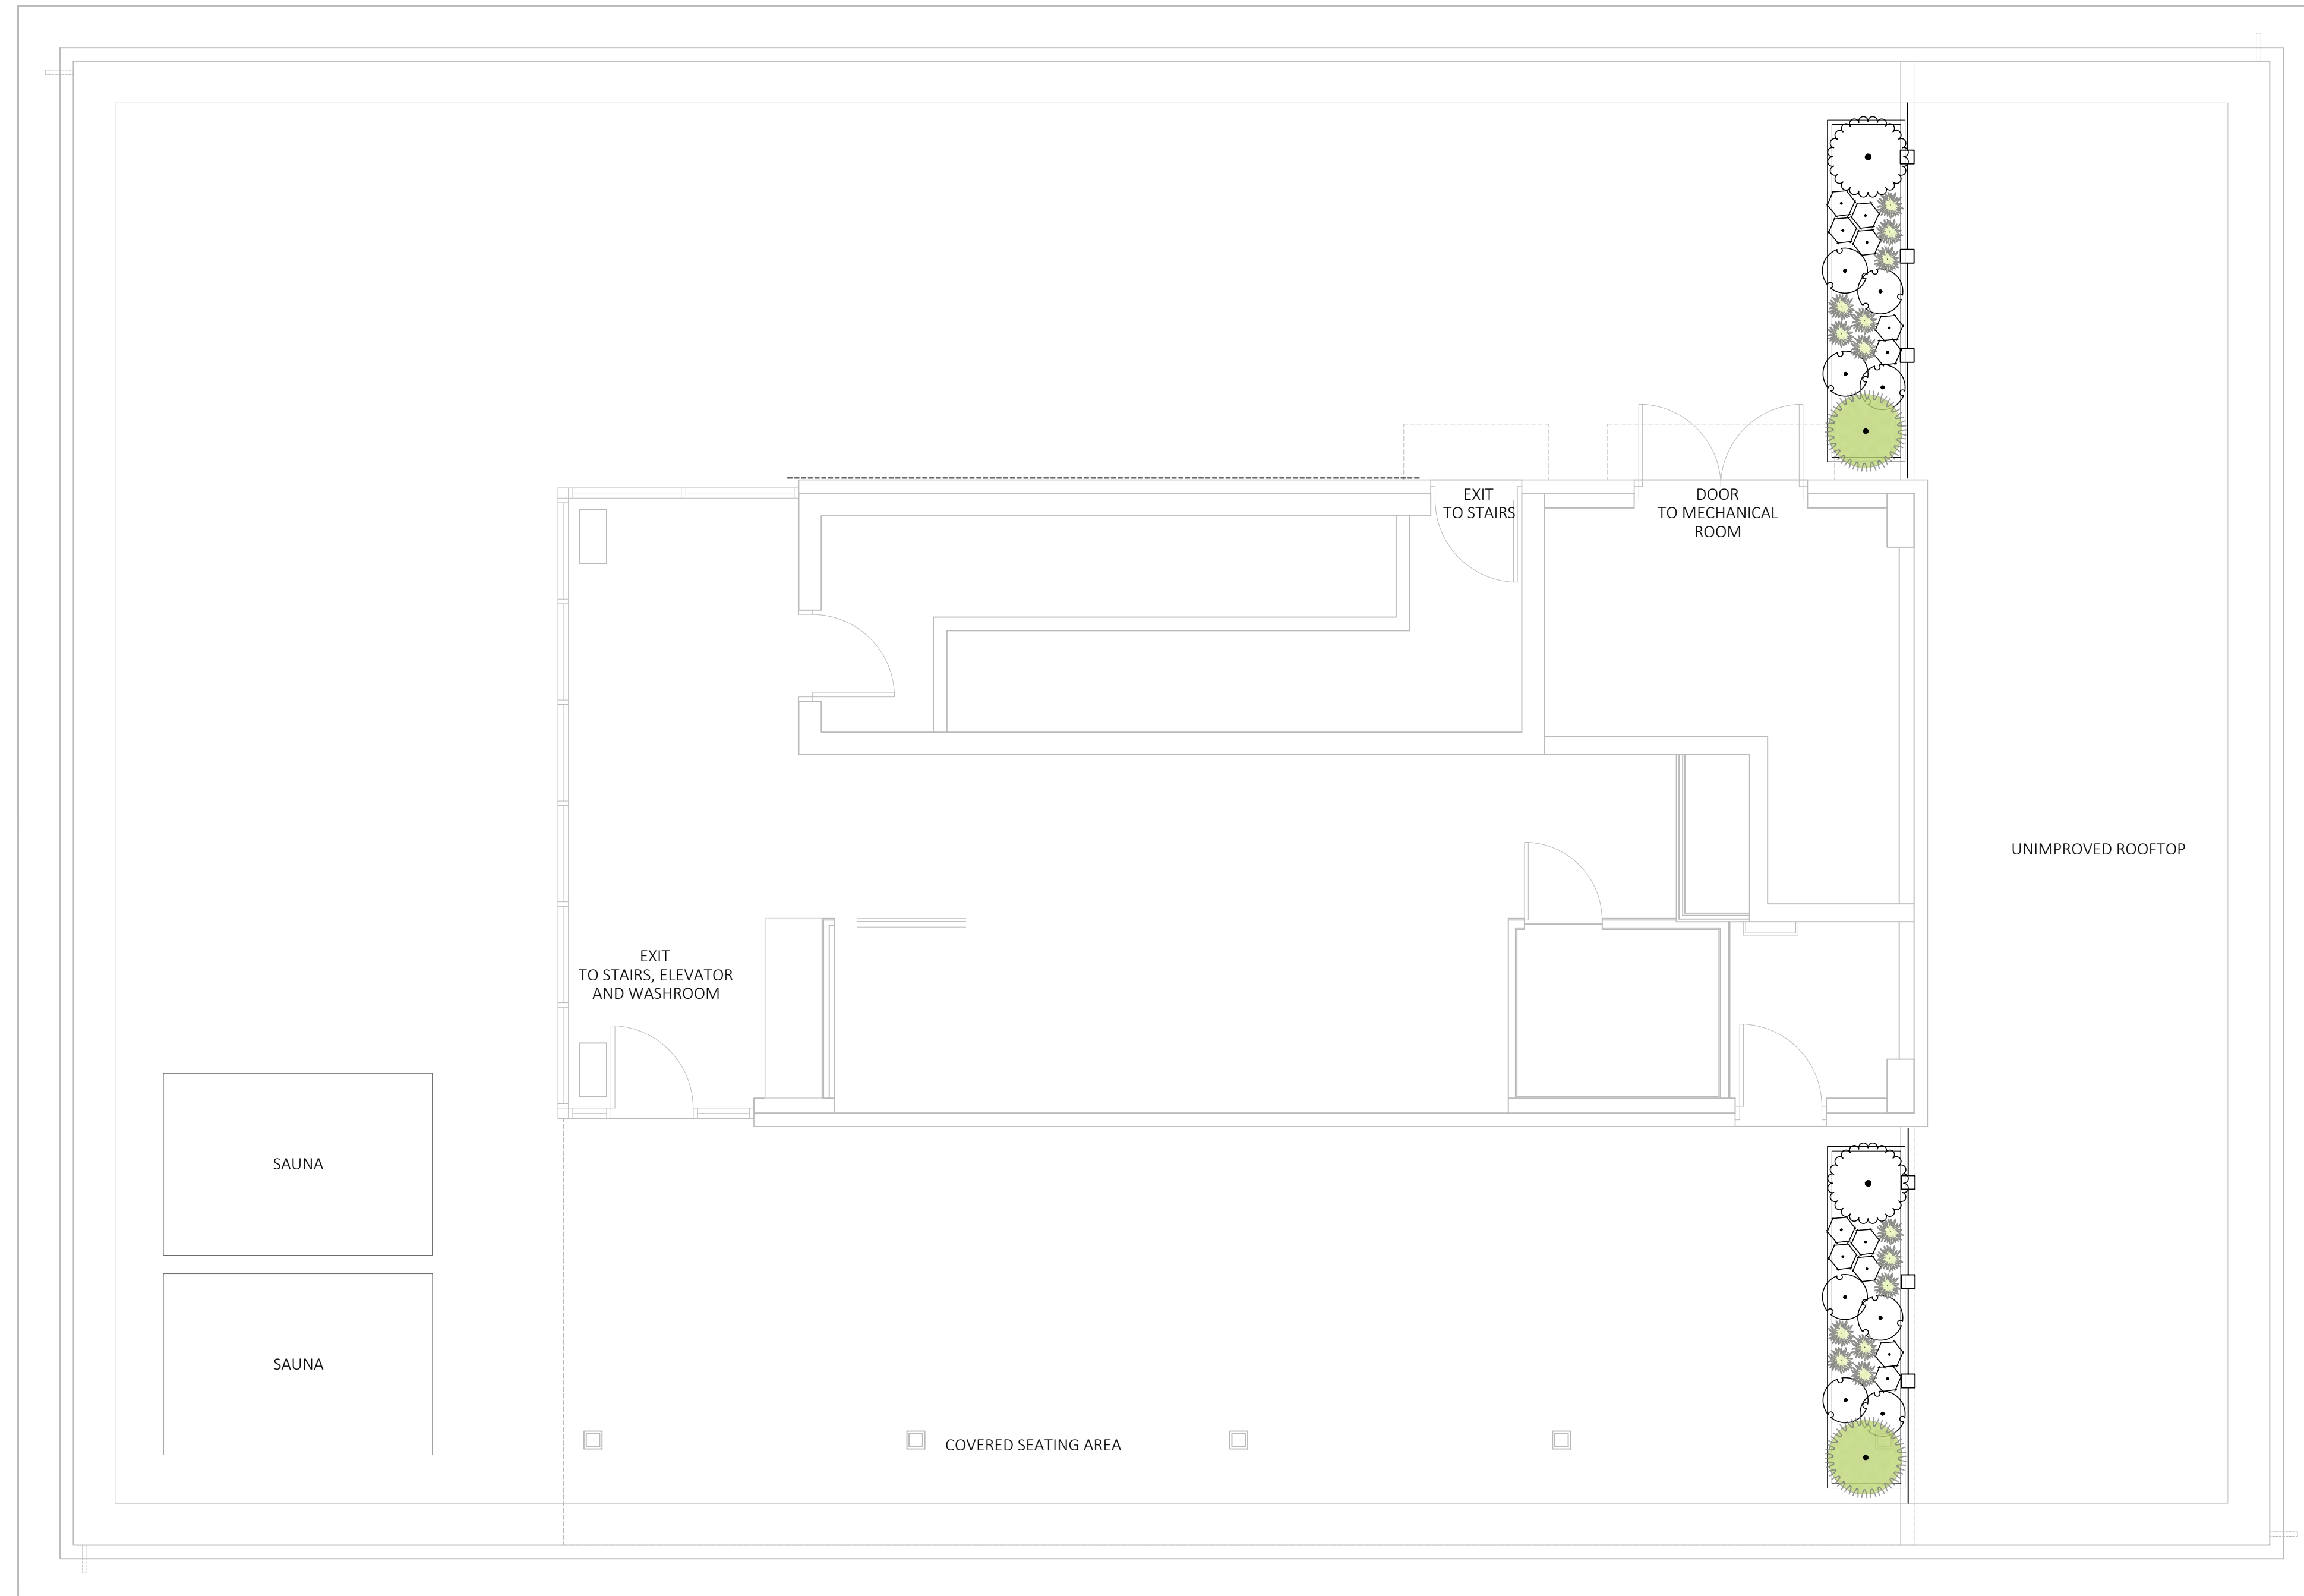 EXIT
TO STAIRS
DOOR
TO MECHANICAL
ROOM
UNIMPROVED ROOFTOP
EXIT
TO STAIRS, ELEVATOR
AND WASHROOM
SAUNA
SAUNA
COVERED SEATING AREA